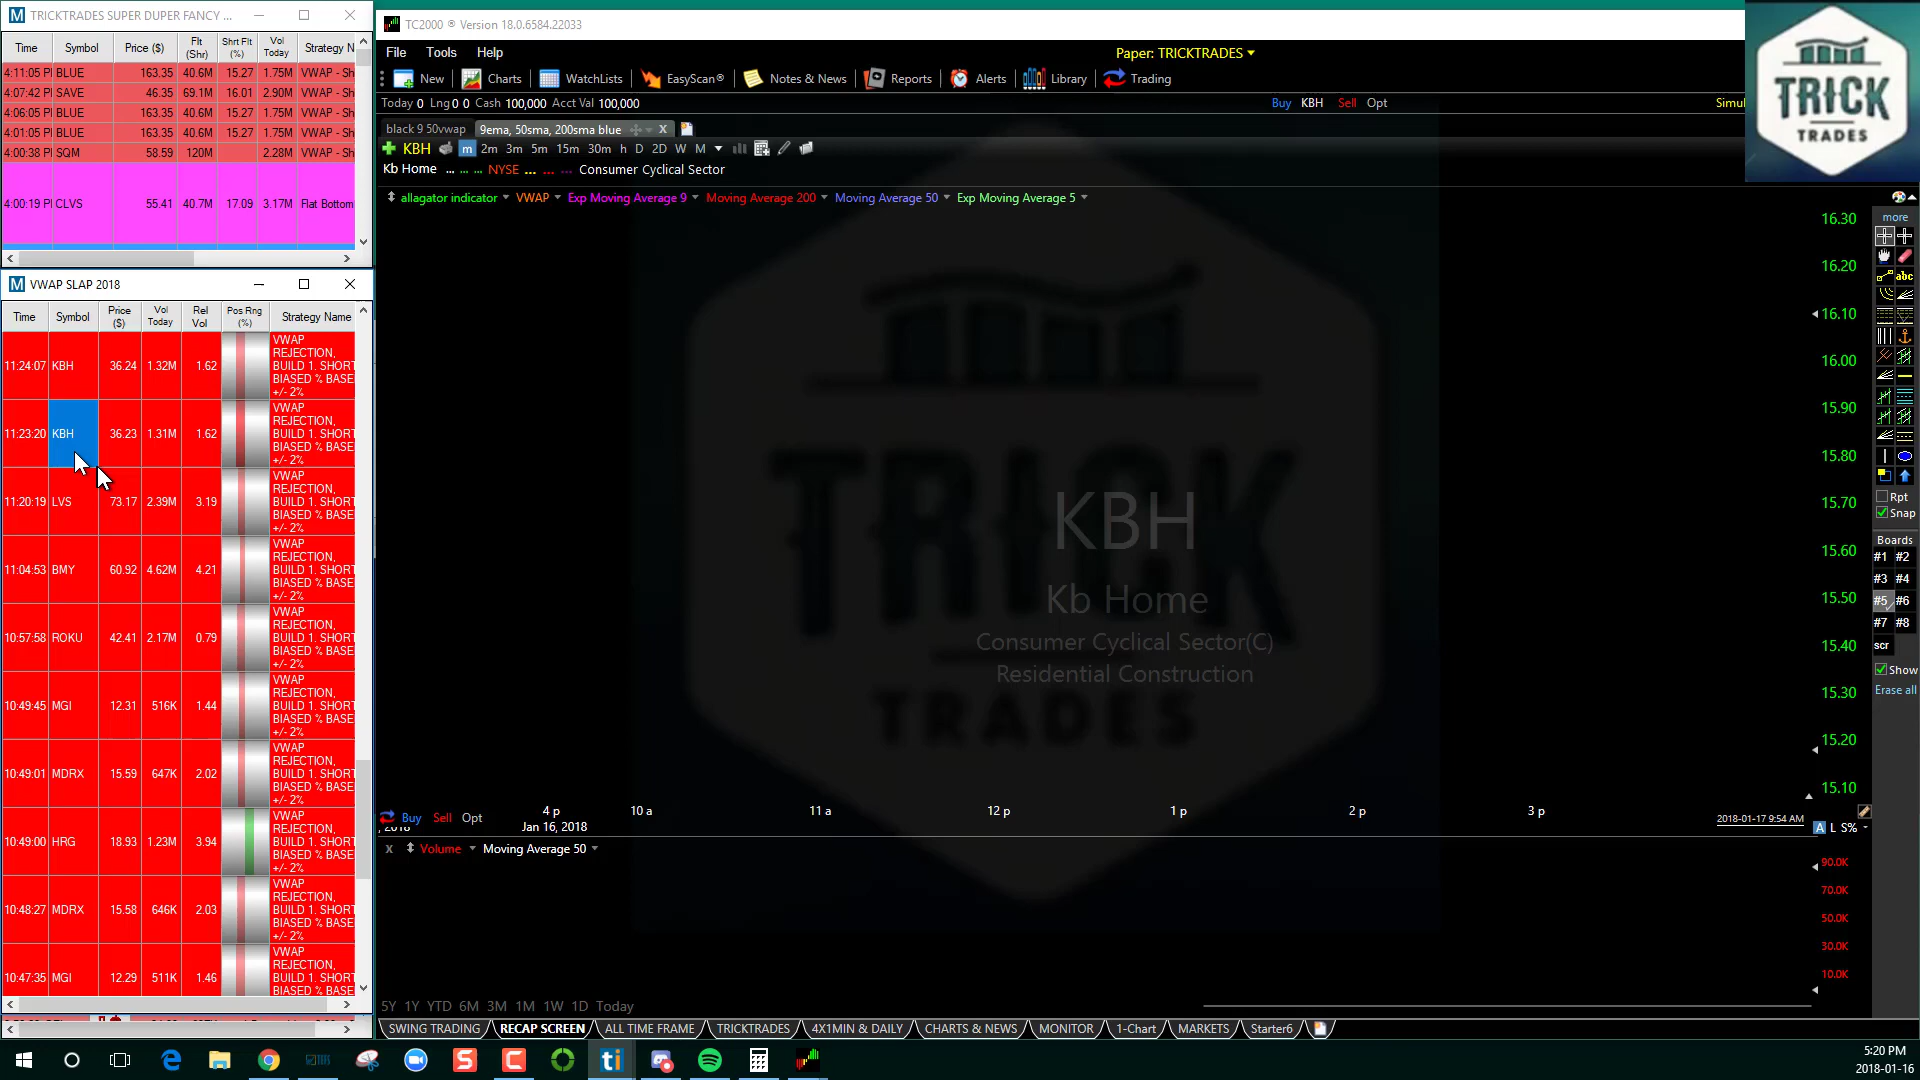 TRICKTRADES SUPER DUPER FANCY ...
Time Symbol Price ($) Flt (Shr) Shrt Flt (%) Vol Today Strategy N
4:11:05 P BLUE 163.35 40.6M 15.27 1.75M VWAP - Sh
4:07:42 P SAVE 46.35 69.1M 16.01 2.90M VWAP - Sh
4:06:05 P BLUE 163.35 40.6M 15.27 1.75M VWAP - Sh
4:01:05 P BLUE 163.35 40.6M 15.27 1.75M VWAP - Sh
4:00:38 P SQM 58.59 120M 2.28M VWAP - Sh
4:00:19 P CLVS 55.41 40.7M 17.09 3.17M Flat Bottom
VWAP SLAP 2018
Time Symbol Price ($) Vol Today Rel Vol Pos Rng (%) Strategy Name
11:24:07 KBH 36.24 1.32M 1.62 VWAP REJECTION, BUILD 1. SHORT BIASED % BASE +/- 2%
11:23:20 KBH 36.23 1.31M 1.62 VWAP REJECTION, BUILD 1. SHORT BIASED % BASE +/- 2%
11:20:19 LVS 73.17 2.39M 3.19 VWAP REJECTION, BUILD 1. SHORT BIASED % BASE +/- 2%
11:04:53 BMY 60.92 4.62M 4.21 VWAP REJECTION, BUILD 1. SHORT BIASED % BASE +/- 2%
10:57:58 ROKU 42.41 2.17M 0.79 VWAP REJECTION, BUILD 1. SHORT BIASED % BASE +/- 2%
10:49:45 MGI 12.31 516K 1.44 VWAP REJECTION, BUILD 1. SHORT BIASED % BASE +/- 2%
10:49:01 MDRX 15.59 647K 2.02 VWAP REJECTION, BUILD 1. SHORT BIASED % BASE +/- 2%
10:49:00 HRG 18.93 1.23M 3.94 VWAP REJECTION, BUILD 1. SHORT BIASED % BASE +/- 2%
10:48:27 MDRX 15.58 646K 2.03 VWAP REJECTION, BUILD 1. SHORT BIASED % BASE +/- 2%
10:47:35 MGI 12.29 511K 1.46 VWAP REJECTION, BUILD 1. SHORT BIASED % BASE
TC2000 ® Version 18.0.6584.22033
File Tools Help
Paper: TRICKTRADES
New Charts WatchLists EasyScan® Notes & News Reports Alerts Library Trading
Today 0 Lng 0 0 Cash 100,000 Acct Val 100,000
Buy KBH Sell Opt
Simul
TRICK
TRADES
black 9 50vwap 9ema, 50sma, 200sma blue X
KBH m 2m 3m 5m 15m 30m h D 2D W M
Kb Home ... ... ... NYSE ... ... ... Consumer Cyclical Sector
allagator indicator VWAP Exp Moving Average 9 Moving Average 200 Moving Average 50 Exp Moving Average 5
16.30
16.20
16.10
16.00
15.90
15.80
15.70
15.60
15.50
15.40
15.30
15.20
15.10
KBH
Kb Home
Consumer Cyclical Sector(C)
Residential Construction
TRICK
TRADES
4 p 10 a 11 a 12 p 1 p 2 p 3 p
Buy Sell Opt
Jan 16, 2018
2018-01-17 9:54 AM
A L S%
x Volume Moving Average 50
90.0K
70.0K
50.0K
30.0K
10.0K
5Y 1Y YTD 6M 3M 1M 1W 1D Today
SWING TRADING RECAP SCREEN ALL TIME FRAME TRICKTRADES 4X1MIN & DAILY CHARTS & NEWS MONITOR 1-Chart MARKETS Starter6
more
abc
Rpt
Snap
Boards
#1 #2
#3 #4
#5 #6
#7 #8
scr
Show
Erase all
5:20 PM
2018-01-16